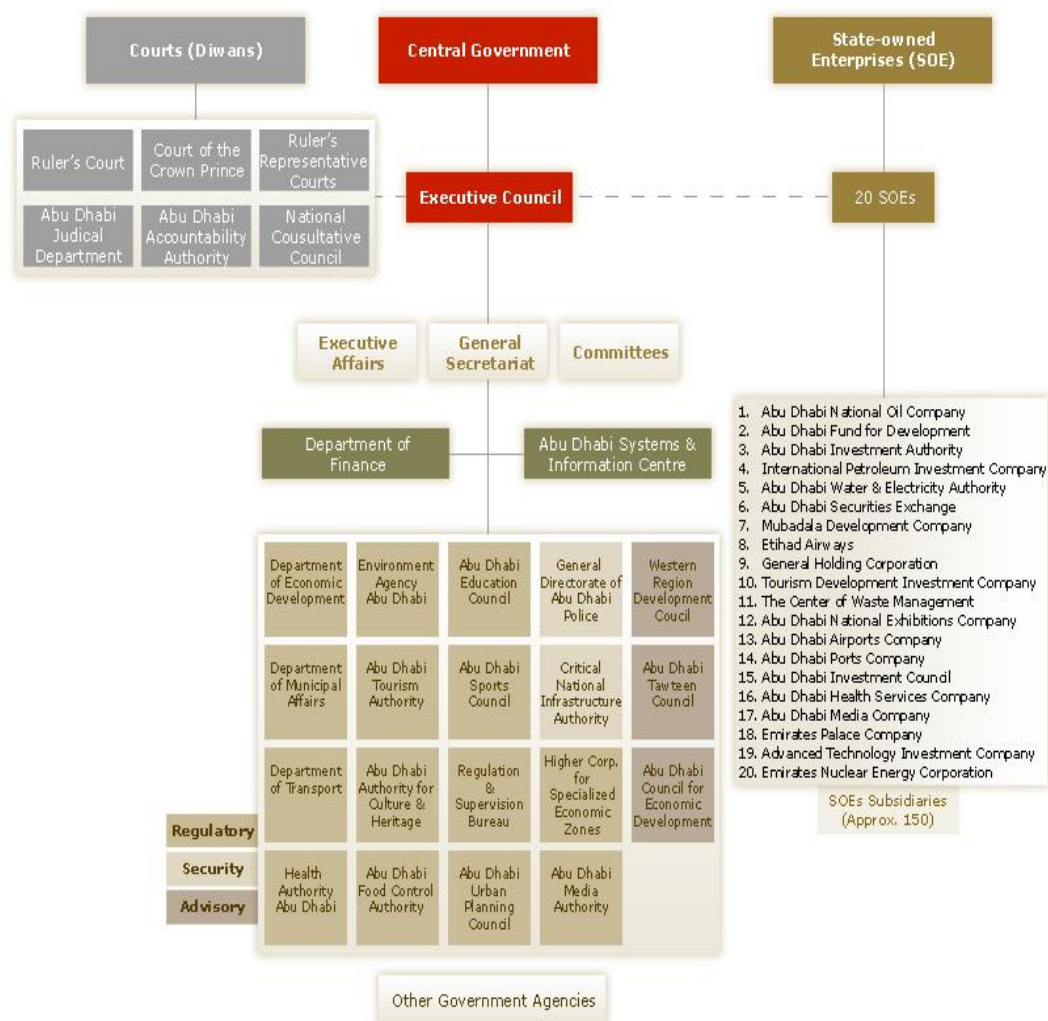 Courts (Diwans)
Central Government
State-owned
Enterprises (SOE)
Ruler's Court
Court of the
Crown Prince
Ruler's
Representative
Courts
Abu Dhabi
Judical
Department
Abu Dhabi
Accountability
Authority
National
Cousultative
Council
Executive Council
20 SOEs
Executive
Affairs
General
Secretariat
Committees
Department of
Finance
Abu Dhabi Systems &
Information Centre
Department
of Economic
Development
Environment
Agency
Abu Dhabi
Abu Dhabi
Education
Council
General
Directorate of
Abu Dhabi
Police
Western
Region
Development
Coucil
Department
of Municipal
Affairs
Abu Dhabi
Tourism
Authority
Abu Dhabi
Sports
Council
Critical
National
Infrastructure
Authority
Abu Dhabi
Tawteen
Council
Department
of Transport
Abu Dhabi
Authority for
Culture &
Heritage
Regulation
&
Supervision
Bureau
Higher Corp.
for
Specialized
Economic
Zones
Abu Dhabi
Council for
Economic
Development
Health
Authority
Abu Dhabi
Abu Dhabi
Food Control
Authority
Abu Dhabi
Urban
Planning
Council
Abu Dhabi
Media
Authority
Regulatory
Security
Advisory
Other Government Agencies
1. Abu Dhabi National Oil Company
2. Abu Dhabi Fund for Development
3. Abu Dhabi Investment Authority
4. International Petroleum Investment Company
5. Abu Dhabi Water & Electricity Authority
6. Abu Dhabi Securities Exchange
7. Mubadala Development Company
8. Etihad Airways
9. General Holding Corporation
10. Tourism Development Investment Company
11. The Center of Waste Management
12. Abu Dhabi National Exhibitions Company
13. Abu Dhabi Airports Company
14. Abu Dhabi Ports Company
15. Abu Dhabi Investment Council
16. Abu Dhabi Health Services Company
17. Abu Dhabi Media Company
18. Emirates Palace Company
19. Advanced Technology Investment Company
20. Emirates Nuclear Energy Corporation
SOEs Subsidiaries
(Approx. 150)